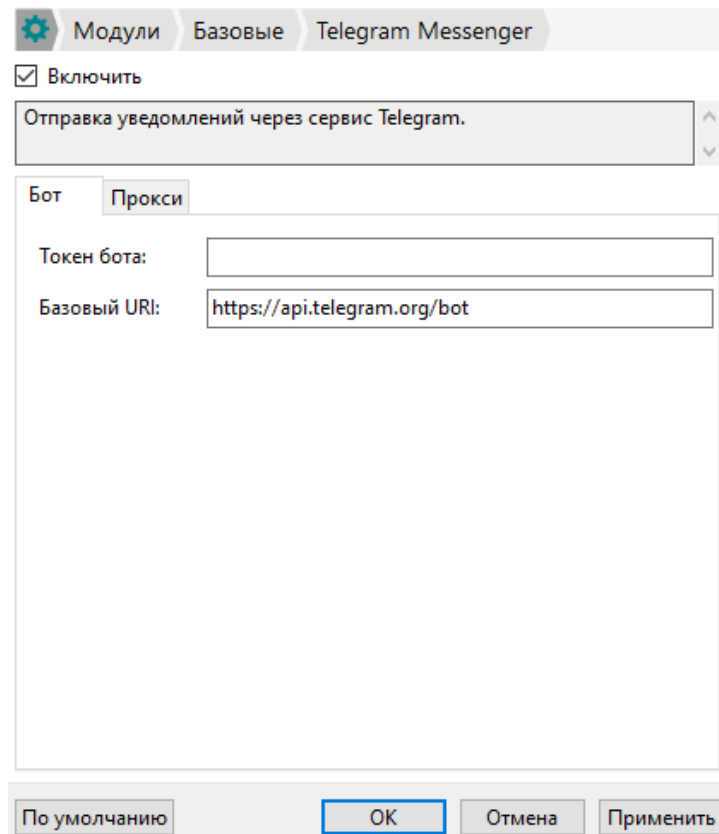 Модули Базовые Telegram Messenger
Включить
Отправка уведомлений через сервис Telegram.
Бот Прокси
Токен бота:
Базовый URI: https://api.telegram.org/bot
По умолчанию ОК Отмена Применить